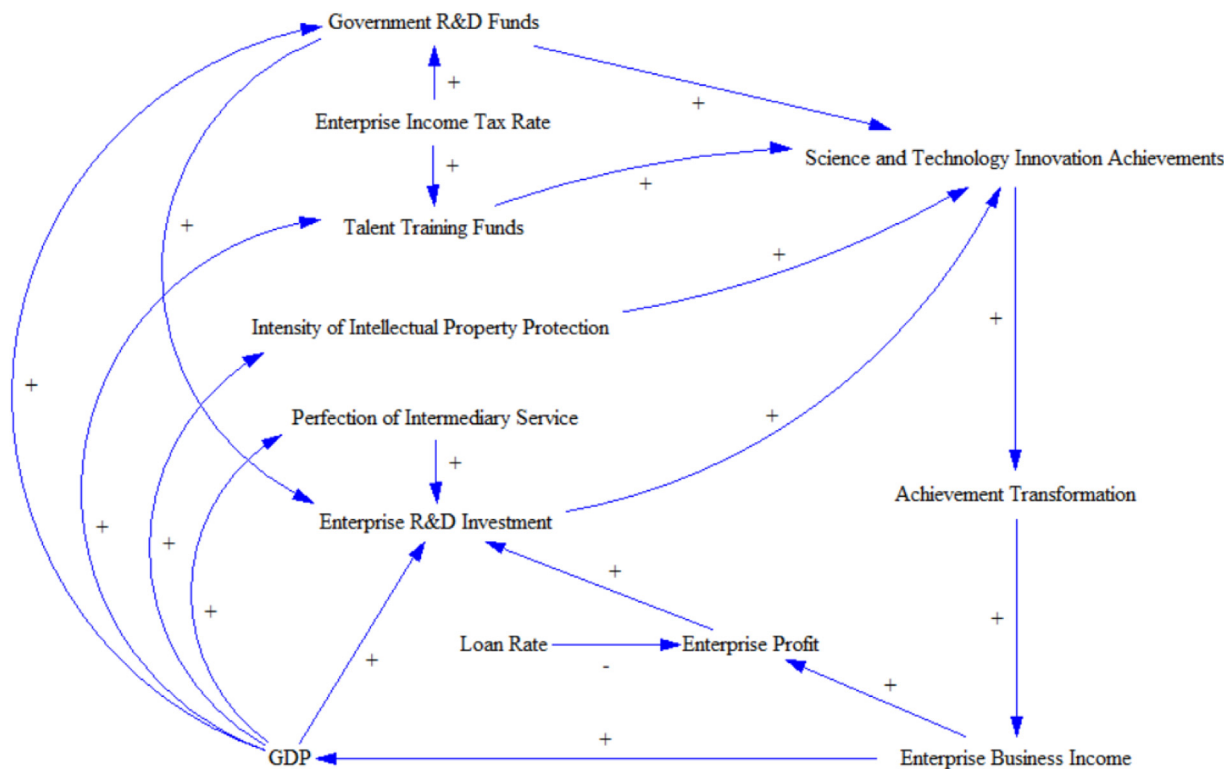 Government R&D Funds
+
+
Enterprise Income Tax Rate
+
+
Science and Technology Innovation Achievements
+
Talent Training Funds
+
+
Intensity of Intellectual Property Protection
+
+
Perfection of Intermediary Service
+
+
Achievement Transformation
Enterprise R&D Investment
+
+
+
+
+
Loan Rate
-
Enterprise Profit
+
+
+
GDP
Enterprise Business Income